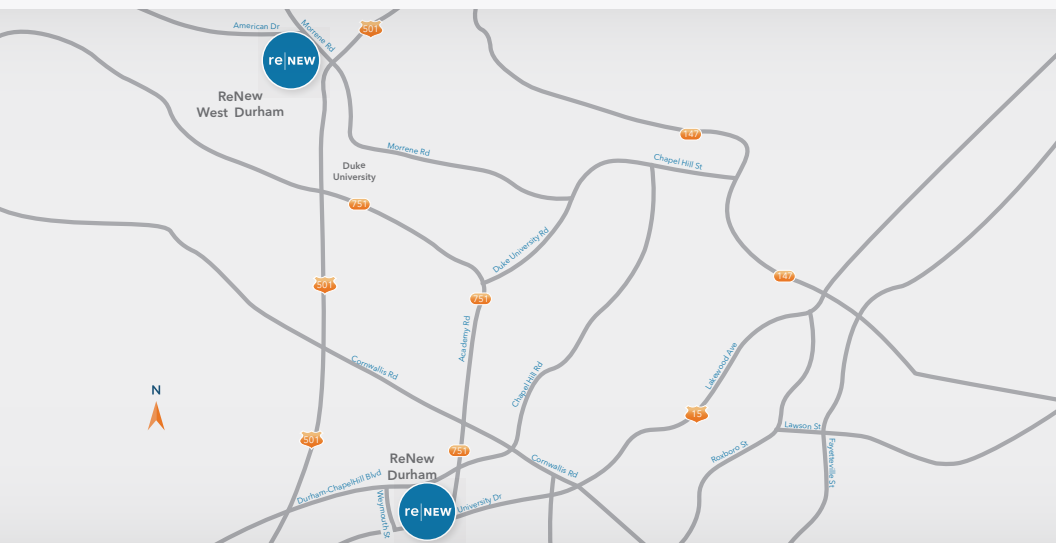 American Dr
Morrene Rd
501
re|NEW
ReNew
West Durham
147
Morrene Rd
Chapel Hill St
Duke
University
751
Duke University Rd
147
501
751
Academy Rd
Cornwallis Rd
Lakewood Ave
Chapel Hill Rd
N
15
501
Lawson St
Roxboro St
Fayetteville St
751
ReNew
Durham
Cornwallis Rd
Durham-ChapelHill Blvd
Weymouth St
re|NEW
University Dr